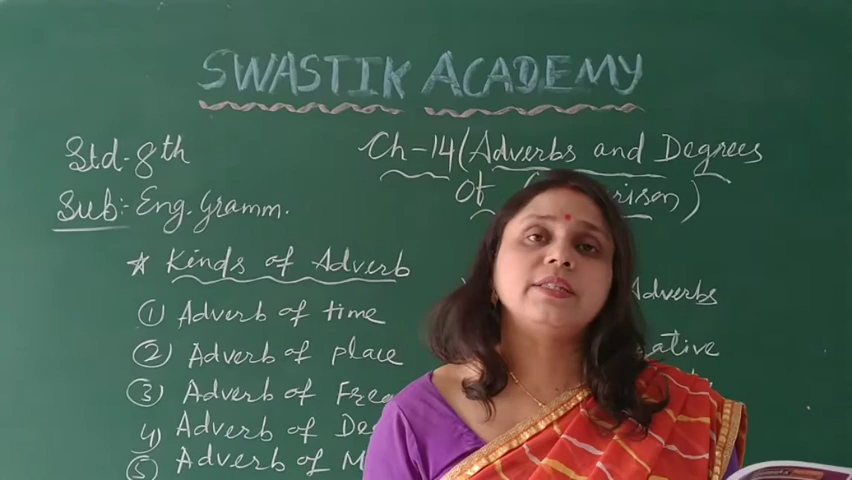 SWASTIK ACADEMY
Std-8th
Ch-14 (Adverbs and Degrees
Of
Sub:- Eng. Gramm.
* Kinds of Adverb
Adverbs
① Adverb of time
② Adverb of place
③ Adverb of
4) Adverb of
⑤ Adverb of